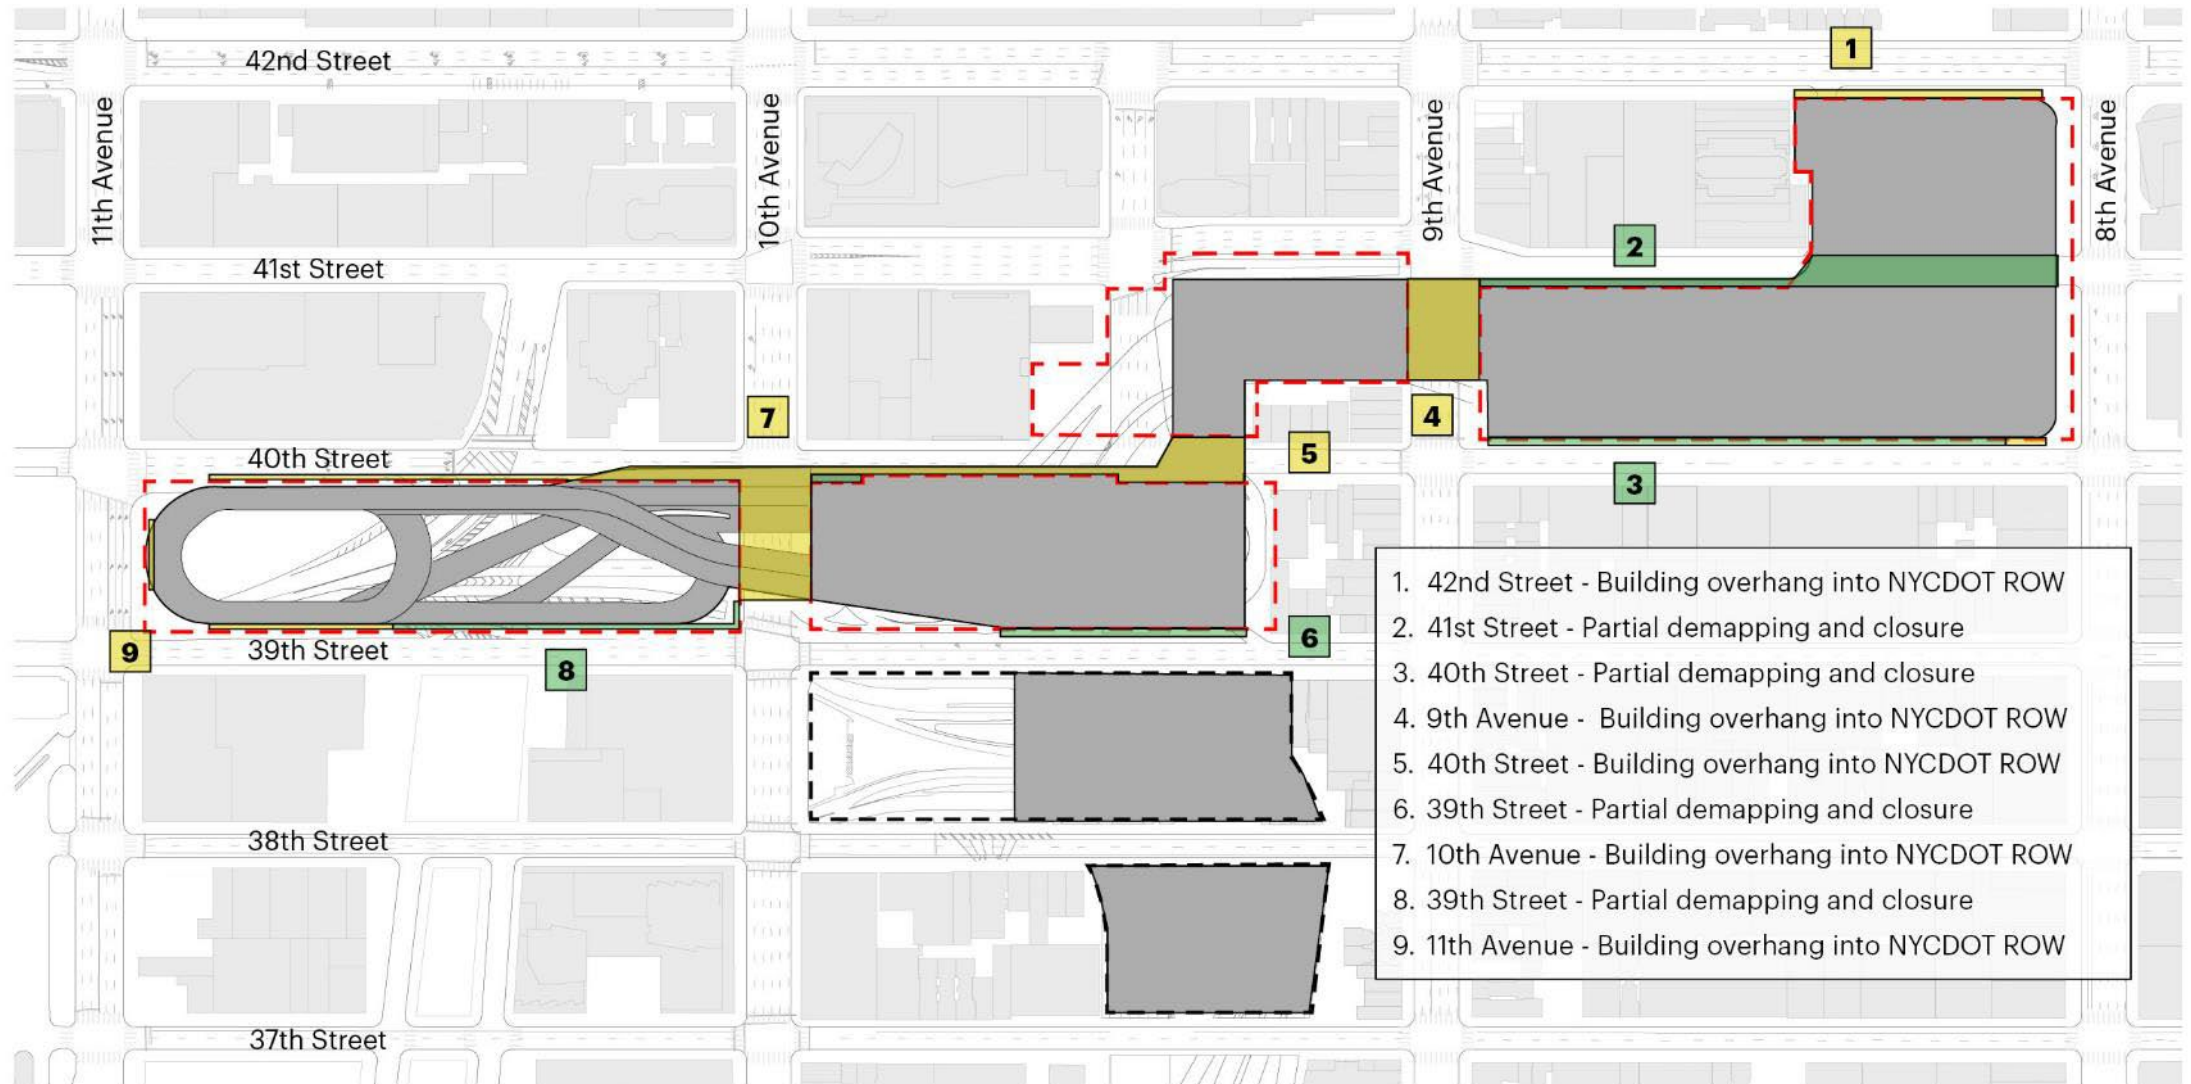 1
42nd Street
11th Avenue
10th Avenue
9th Avenue
8th Avenue
2
41st Street
7
4
5
40th Street
3
9
39th Street
8
6
38th Street
37th Street
1. 42nd Street - Building overhang into NYCDOT ROW
2. 41st Street - Partial demapping and closure
3. 40th Street - Partial demapping and closure
4. 9th Avenue - Building overhang into NYCDOT ROW
5. 40th Street - Building overhang into NYCDOT ROW
6. 39th Street - Partial demapping and closure
7. 10th Avenue - Building overhang into NYCDOT ROW
8. 39th Street - Partial demapping and closure
9. 11th Avenue - Building overhang into NYCDOT ROW